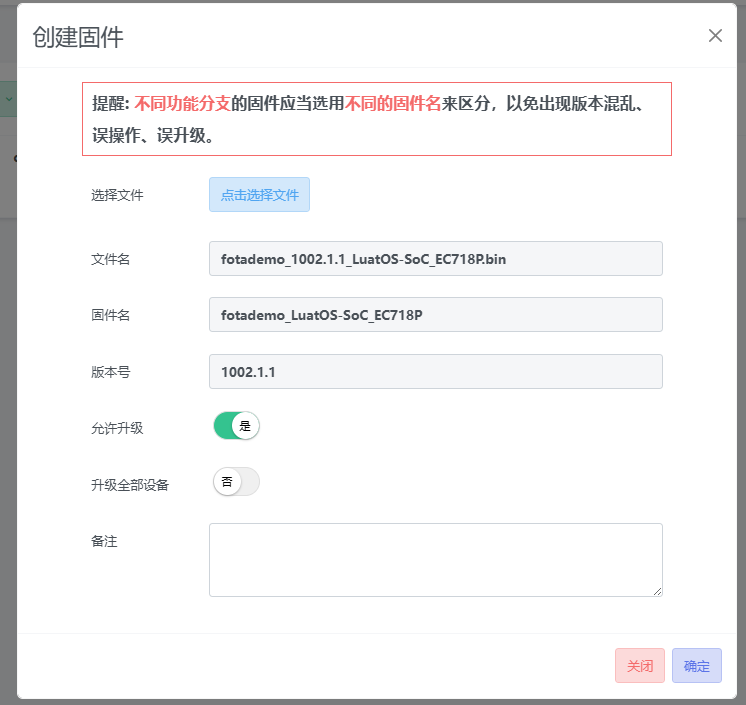 创建固件
提醒: 不同功能分支的固件应当选用不同的固件名来区分，以免出现版本混乱、
误操作、误升级。
选择文件
点击选择文件
文件名
fotademo_1002.1.1_LuatOS-SoC_EC718P.bin
固件名
fotademo_LuatOS-SoC_EC718P
版本号
1002.1.1
允许升级
是
升级全部设备
否
备注
关闭
确定